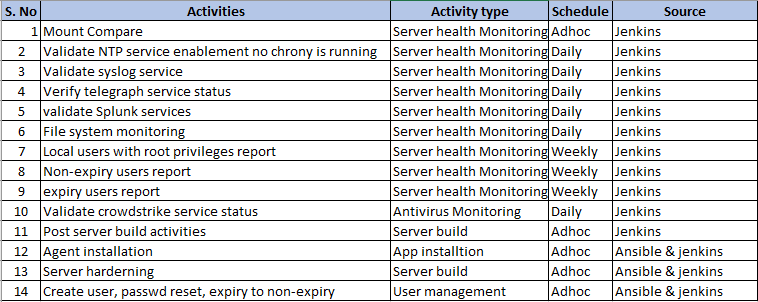 S. No Activities Activity type Schedule Source
1 Mount Compare Server health Monitoring Adhoc Jenkins
2 Validate NTP service enablement no chrony is running Server health Monitoring Daily Jenkins
3 Validate syslog service Server health Monitoring Daily Jenkins
4 Verify telegraph service status Server health Monitoring Daily Jenkins
5 validate Splunk services Server health Monitoring Daily Jenkins
6 File system monitoring Server health Monitoring Daily Jenkins
7 Local users with root privileges report Server health Monitoring Weekly Jenkins
8 Non-expiry users report Server health Monitoring Weekly Jenkins
9 expiry users report Server health Monitoring Weekly Jenkins
10 Validate crowdstrike service status Antivirus Monitoring Daily Jenkins
11 Post server build activities Server build Adhoc Jenkins
12 Agent installation App installtion Adhoc Ansible & jenkins
13 Server harderning Server build Adhoc Ansible & jenkins
14 Create user, passwd reset, expiry to non-expiry User management Adhoc Ansible & jenkins